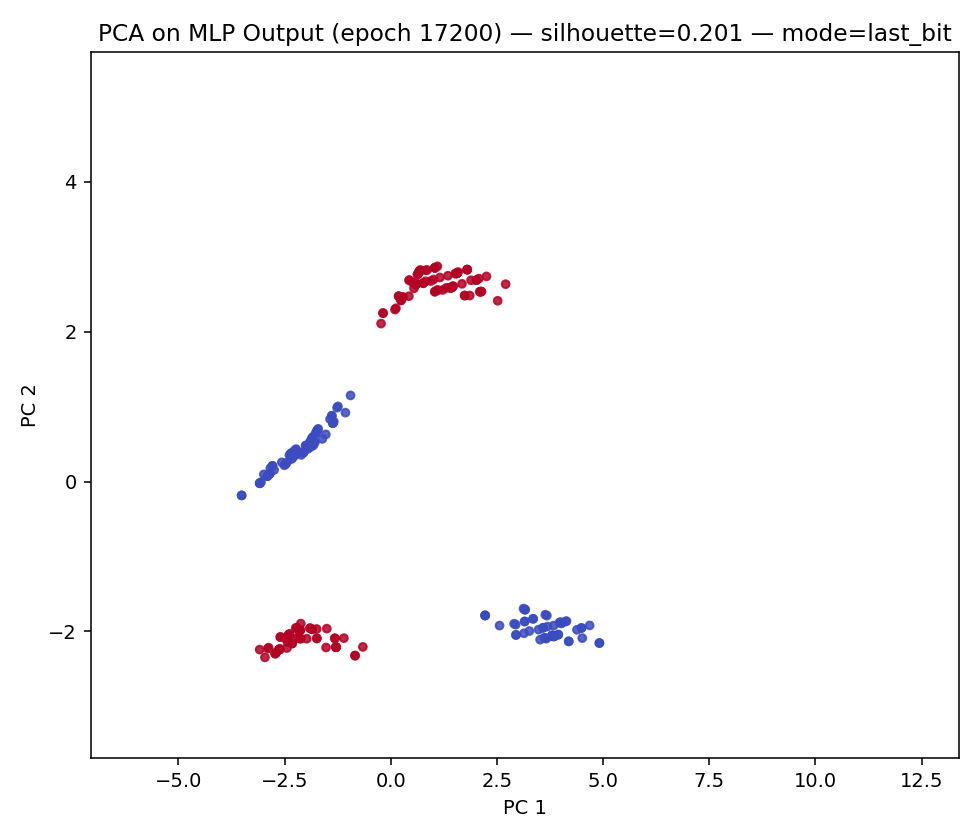 PCA on MLP Output (epoch 17200) — silhouette=0.201 — mode=last_bit
PC 2
4
2
0
−2
−5.0 −2.5 0.0 2.5 5.0 7.5 10.0 12.5
PC 1